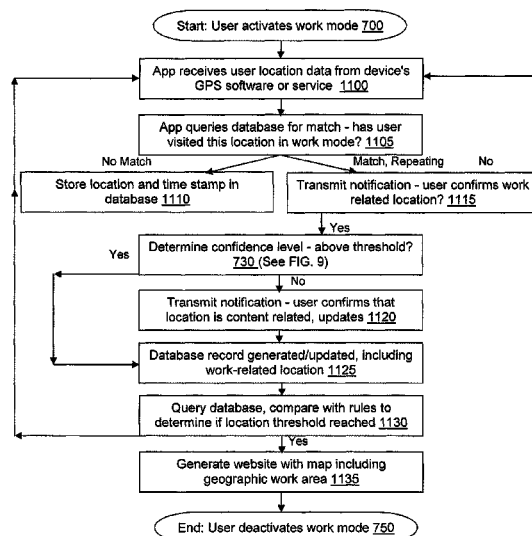 Start: User activates work mode 700
App receives user location data from device's
GPS software or service 1100
App queries database for match - has user
visited this location in work mode? 1105
No Match
Match, Repeating
No
Store location and time stamp in
database 1110
Transmit notification - user confirms work
related location? 1115
Yes
Yes
Determine confidence level - above threshold?
730 (See FIG. 9)
No
Transmit notification - user confirms that
location is content related, updates 1120
Database record generated/updated, including
work-related location 1125
Query database, compare with rules to
determine if location threshold reached 1130
Yes
Generate website with map including
geographic work area 1135
End: User deactivates work mode 750